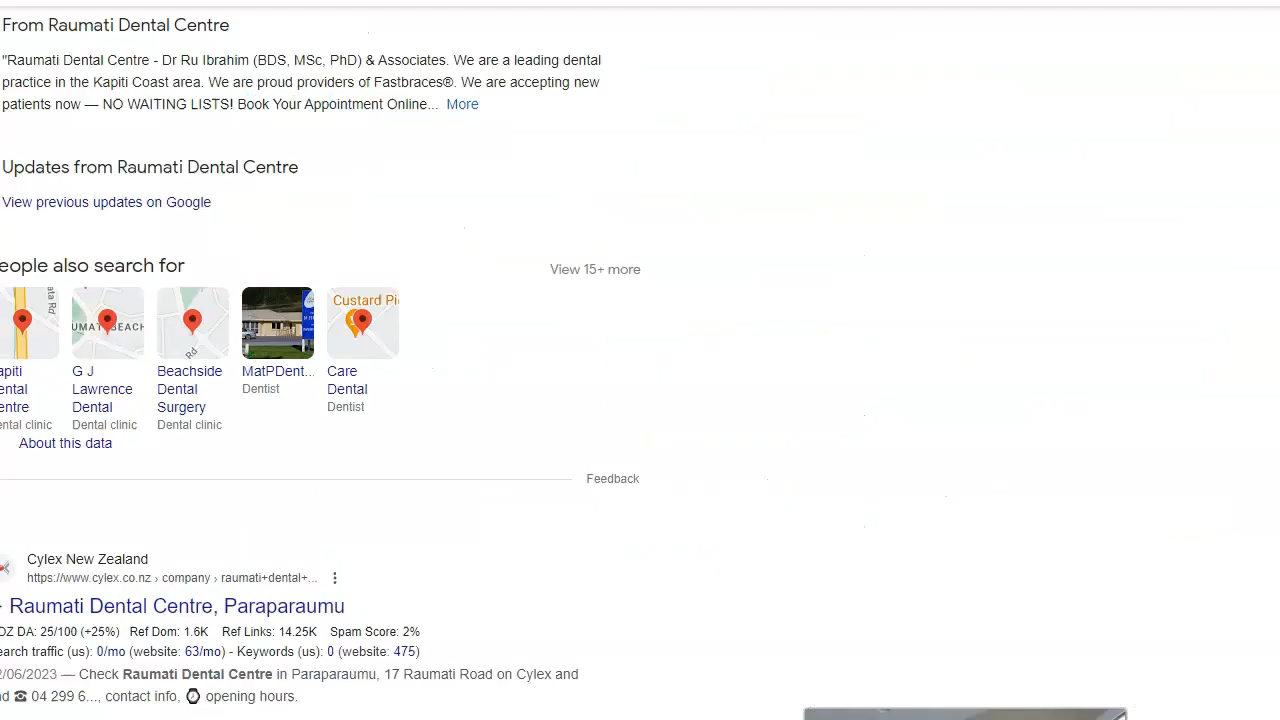 From Raumati Dental Centre
"Raumati Dental Centre - Dr Ru Ibrahim (BDS, MSc, PhD) & Associates. We are a leading dental
practice in the Kapiti Coast area. We are proud providers of Fastbraces®. We are accepting new
patients now — NO WAITING LISTS! Book Your Appointment Online... More
Updates from Raumati Dental Centre
View previous updates on Google
eople also search for
View 15+ more
ata Rd
UMATI BEACH
Rd
Custard Pi
apiti
ental
entre
ental clinic
G J
Lawrence
Dental
Dental clinic
Beachside
Dental
Surgery
Dental clinic
MatPDent...
Dentist
Care
Dental
Dentist
About this data
Feedback
Cylex New Zealand
https://www.cylex.co.nz › company › raumati+dental+...
Raumati Dental Centre, Paraparaumu
OZ DA: 25/100 (+25%) Ref Dom: 1.6K Ref Links: 14.25K Spam Score: 2%
earch traffic (us): 0/mo (website: 63/mo) - Keywords (us): 0 (website: 475)
2/06/2023 — Check Raumati Dental Centre in Paraparaumu, 17 Raumati Road on Cylex and
nd ☎ 04 299 6..., contact info, ⌚ opening hours.